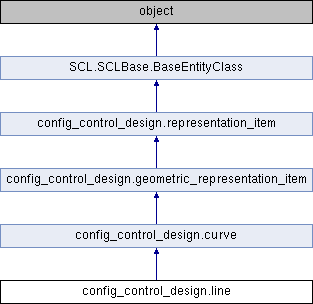 object
SCL.SCLBase.BaseEntityClass
config_control_design.representation_item
config_control_design.geometric_representation_item
config_control_design.curve
config_control_design.line